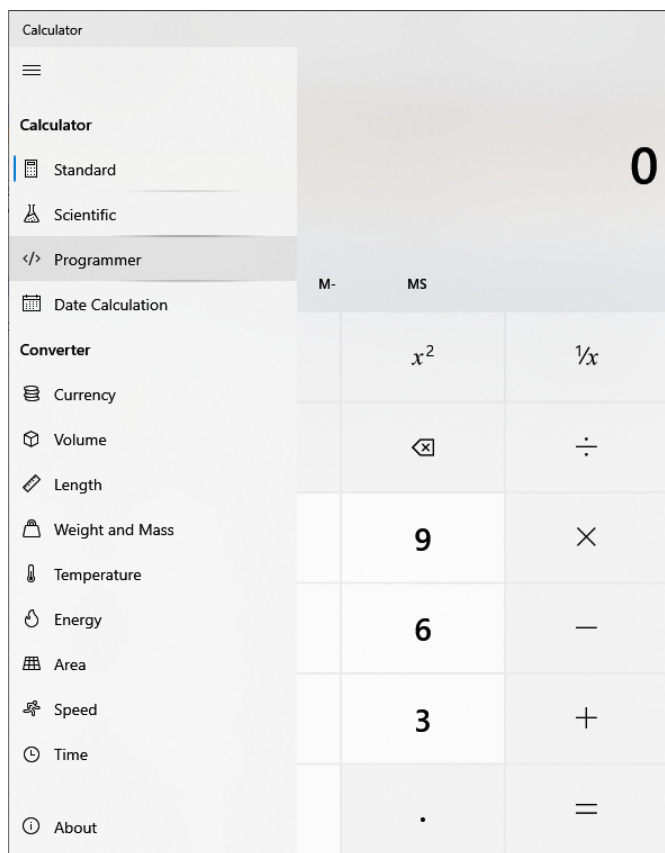 Calculator
Calculator
Standard
Scientific
</> Programmer
Date Calculation
Converter
Currency
Volume
Length
Weight and Mass
Temperature
Energy
Area
Speed
Time
About
0
M- MS
x² ¹/x
÷
9 ×
6 −
3 +
. =